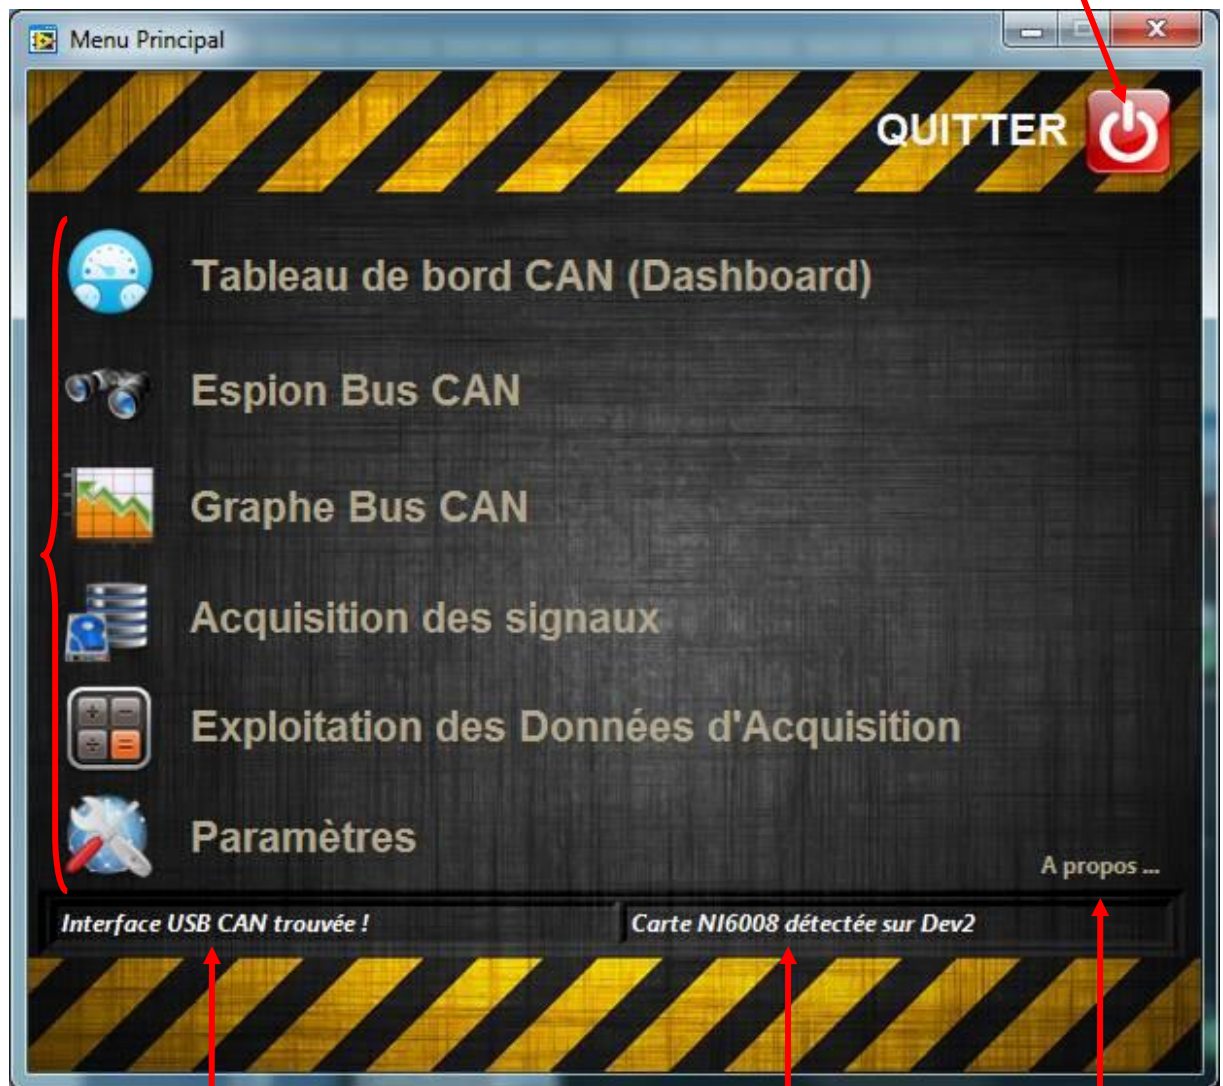 Menu Principal
QUITTER
Tableau de bord CAN (Dashboard)
Espion Bus CAN
Graphe Bus CAN
Acquisition des signaux
Exploitation des Données d'Acquisition
Paramètres
A propos ...
Interface USB CAN trouvée !
Carte NI6008 détectée sur Dev2